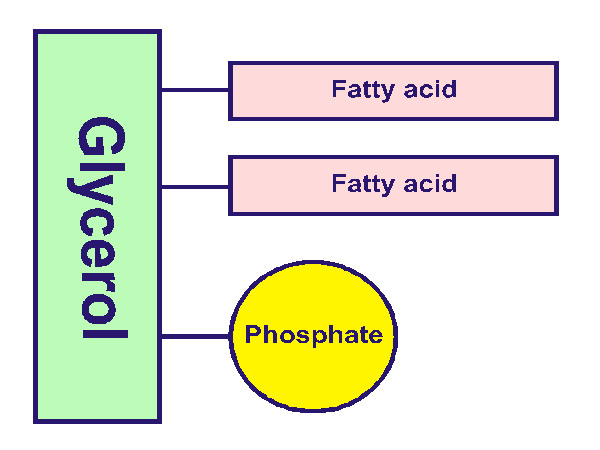 Glycerol
Fatty acid
Fatty acid
Phosphate